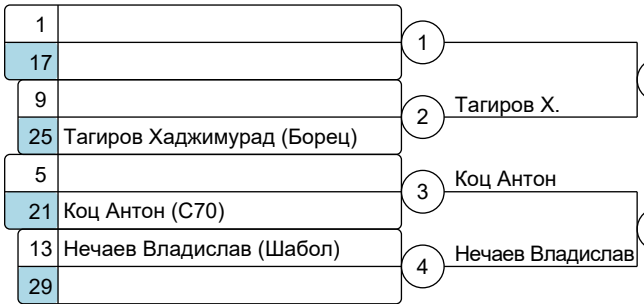 1
1
17
9
2
Тагиров Х.
25 Тагиров Хаджимурад (Борец)
5
3
Коц Антон
21 Коц Антон (С70)
13 Нечаев Владислав (Шабол)
4
Нечаев Владислав
29